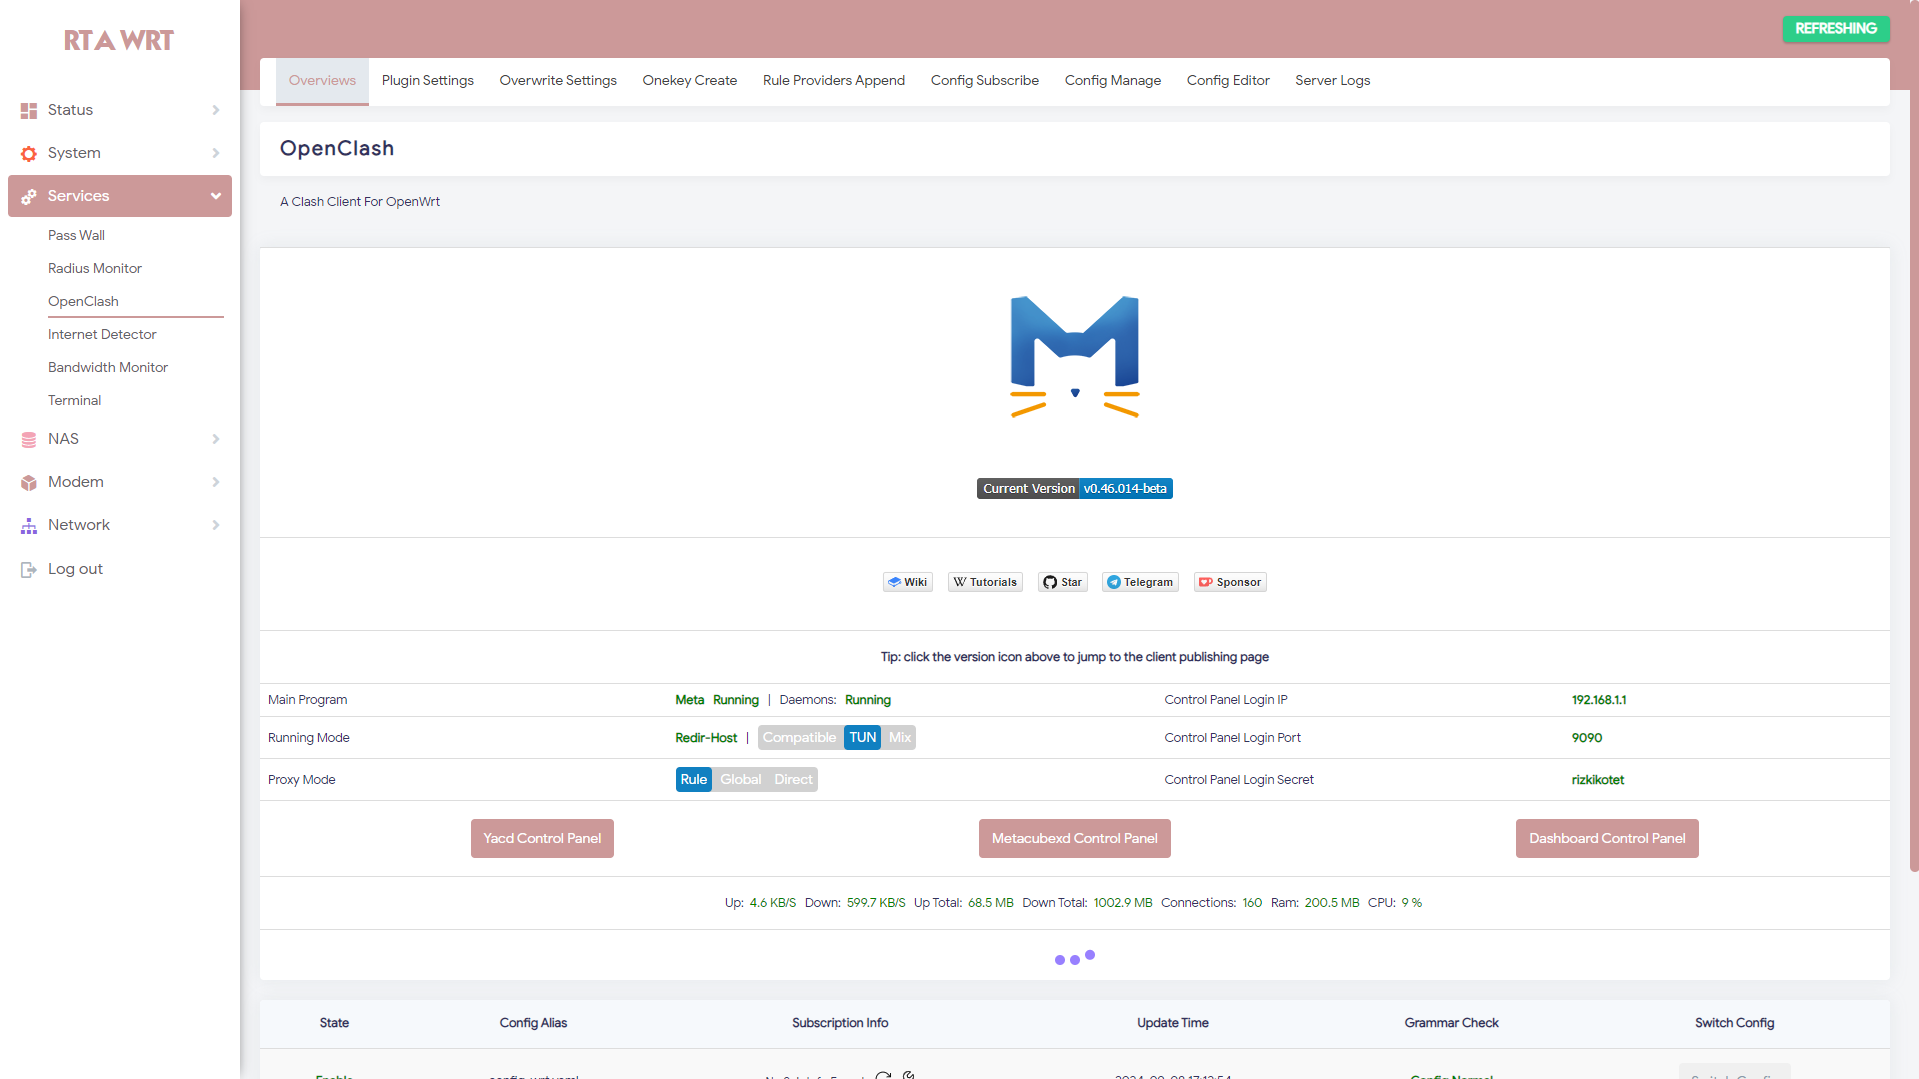 RTA WRT
REFRESHING
Overviews Plugin Settings Overwrite Settings Onekey Create Rule Providers Append Config Subscribe Config Manage Config Editor Server Logs
Status
System
Services
Pass Wall
Radius Monitor
OpenClash
Internet Detector
Bandwidth Monitor
Terminal
NAS
Modem
Network
Log out
OpenClash
A Clash Client For OpenWrt
Current Version v0.46.014-beta
Wiki Tutorials Star Telegram Sponsor
Tip: click the version icon above to jump to the client publishing page
Main Program Meta Running | Daemons: Running Control Panel Login IP 192.168.1.1
Running Mode Redir-Host | Compatible TUN Mix Control Panel Login Port 9090
Proxy Mode Rule Global Direct Control Panel Login Secret rizkikotet
Yacd Control Panel Metacubexd Control Panel Dashboard Control Panel
Up: 4.6 KB/S Down: 599.7 KB/S Up Total: 68.5 MB Down Total: 1002.9 MB Connections: 160 Ram: 200.5 MB CPU: 9 %
State Config Alias Subscription Info Update Time Grammar Check Switch Config
Enable Config Normal Switch Config